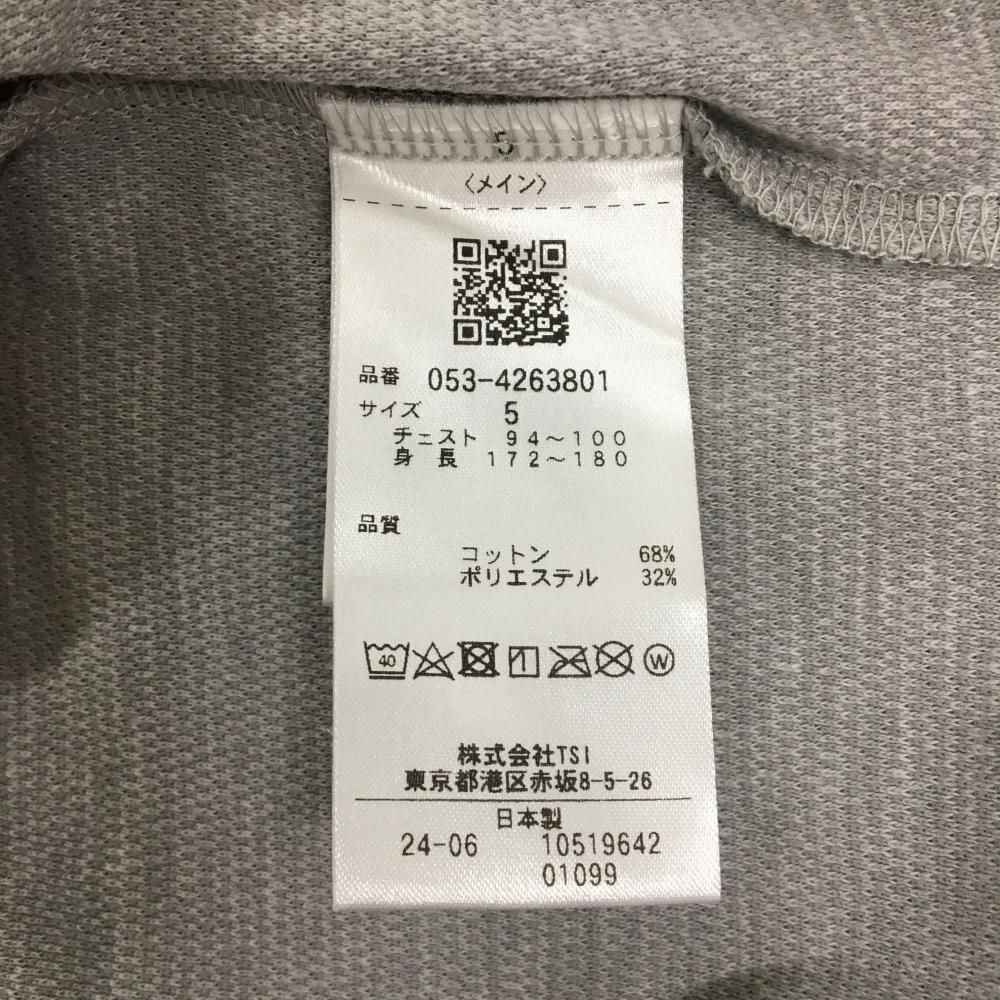 5
〈メイン〉
品番 053-4263801
サイズ 5
チェスト 94～100
身長 172～180
品質
コットン 68%
ポリエステル 32%
40 W
株式会社TSI
東京都港区赤坂8-5-26
日本製
24-06 10519642
01099